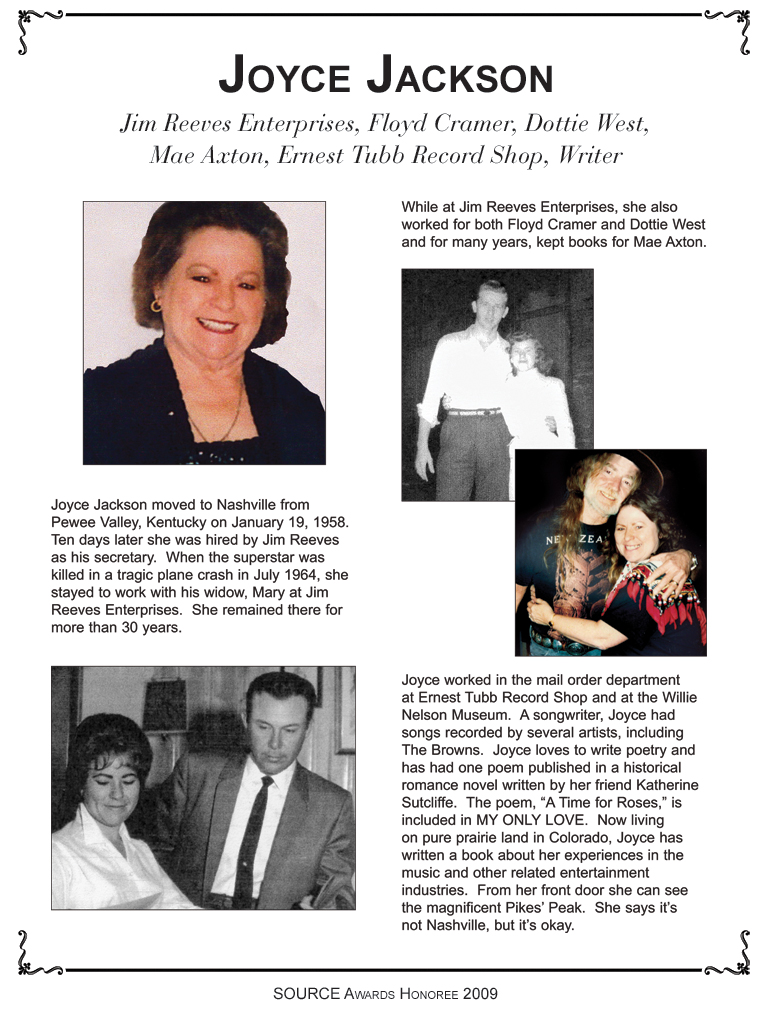 JOYCE JACKSON
Jim Reeves Enterprises, Floyd Cramer, Dottie West,
Mae Axton, Ernest Tubb Record Shop, Writer
Joyce Jackson moved to Nashville from
Pewee Valley, Kentucky on January 19, 1958.
Ten days later she was hired by Jim Reeves
as his secretary.  When the superstar was
killed in a tragic plane crash in July 1964, she
stayed to work with his widow, Mary at Jim
Reeves Enterprises.  She remained there for
more than 30 years.
While at Jim Reeves Enterprises, she also
worked for both Floyd Cramer and Dottie West
and for many years, kept books for Mae Axton.
NE ZEA
Joyce worked in the mail order department
at Ernest Tubb Record Shop and at the Willie
Nelson Museum.  A songwriter, Joyce had
songs recorded by several artists, including
The Browns.  Joyce loves to write poetry and
has had one poem published in a historical
romance novel written by her friend Katherine
Sutcliffe.  The poem, “A Time for Roses,” is
included in MY ONLY LOVE.  Now living
on pure prairie land in Colorado, Joyce has
written a book about her experiences in the
music and other related entertainment
industries.  From her front door she can see
the magnificent Pikes’ Peak.  She says it’s
not Nashville, but it’s okay.
SOURCE AWARDS HONOREE 2009